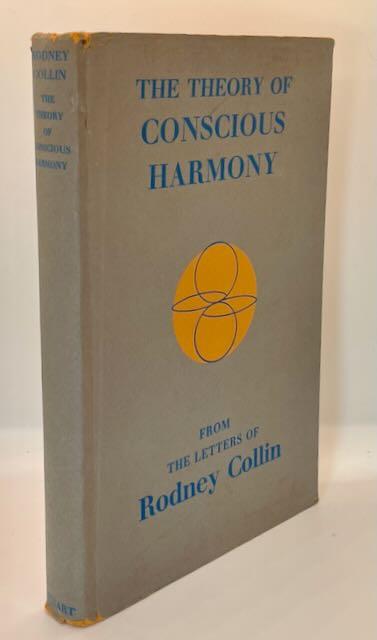 RODNEY
COLLIN
THE
THEORY
OF
CONSCIOUS
HARMONY
THE THEORY OF
CONSCIOUS
HARMONY
FROM
THE LETTERS OF
Rodney Collin